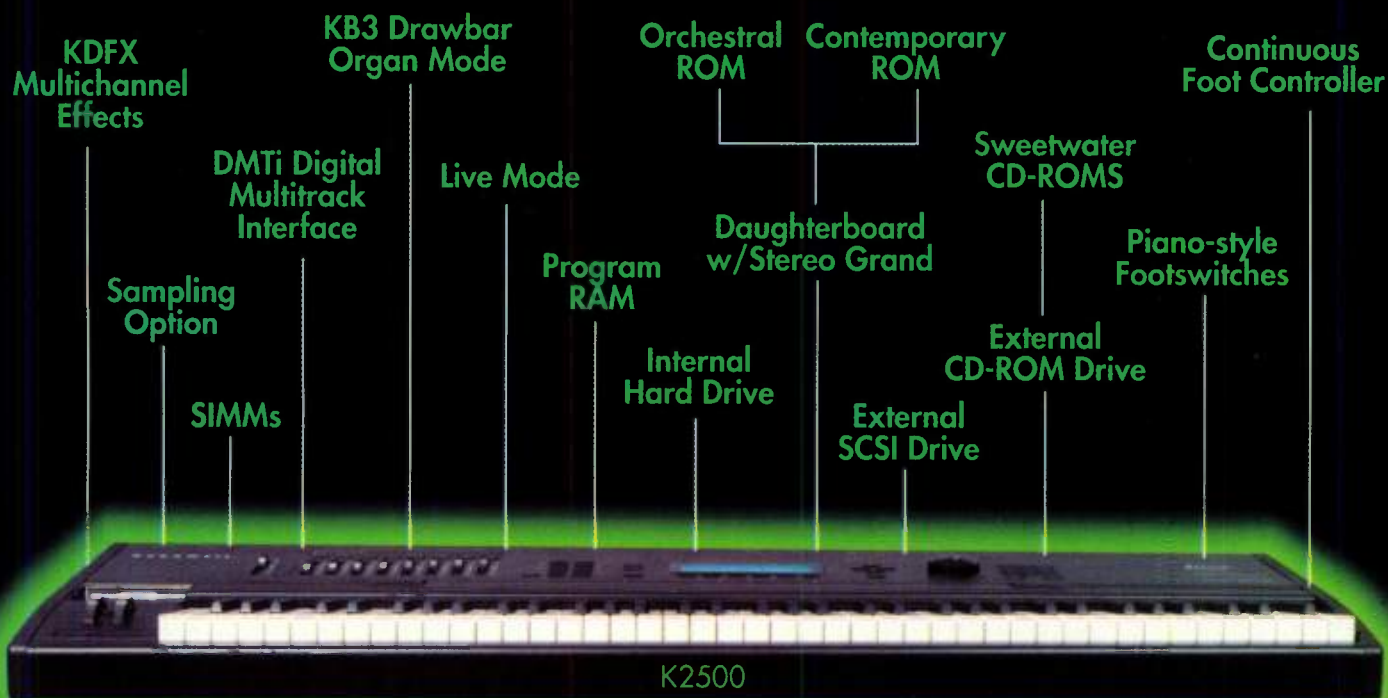 KDFX
Multichannel
Effects
KB3 Drawbar
Organ Mode
Orchestral
ROM
Contemporary
ROM
Continuous
Foot Controller
DMTi Digital
Multitrack
Interface
Live Mode
Sweetwater
CD-ROMS
Sampling
Option
Program
RAM
Daughterboard
w/Stereo Grand
Piano-style
Footswitches
SIMMs
Internal
Hard Drive
External
SCSI Drive
External
CD-ROM Drive
K2500